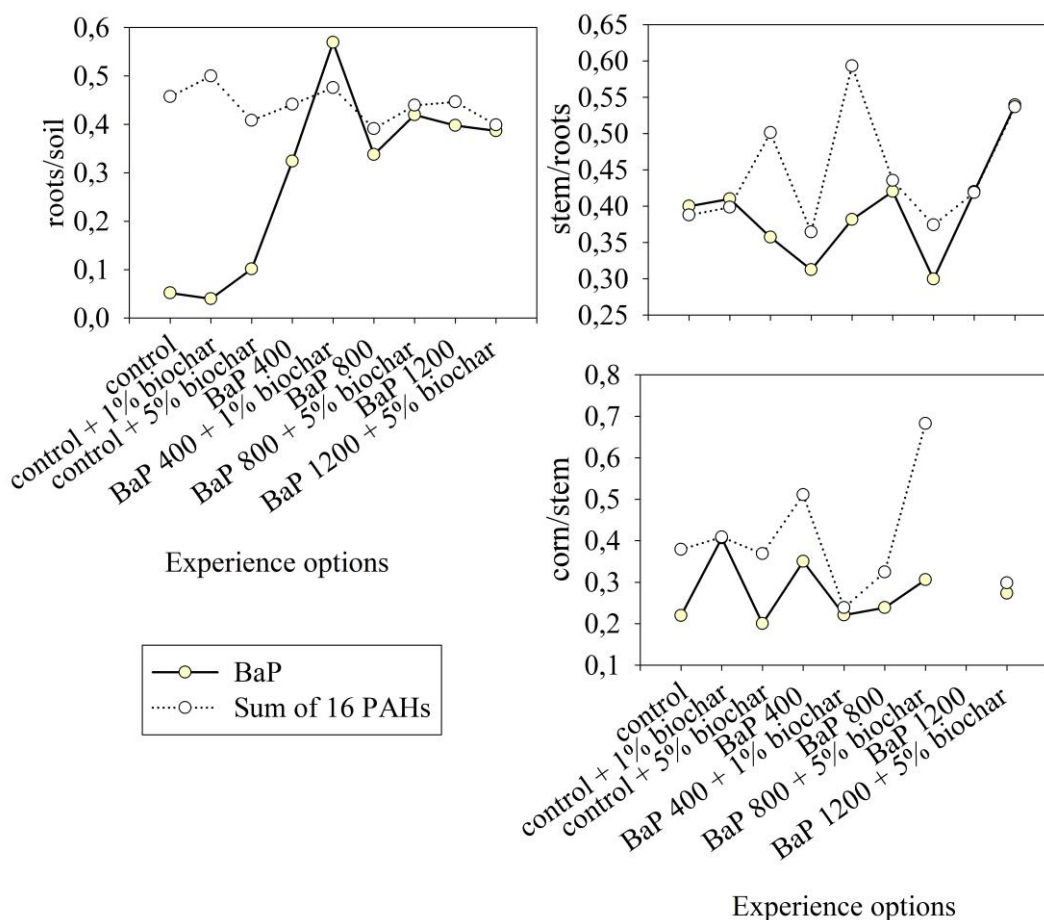 0,6
0,5
0,4
0,3
0,2
0,1
0,0
roots/soil
control
control + 1% biochar
control + 5% biochar
BaP 400
BaP 400 + 1% biochar
BaP 800
BaP 800 + 5% biochar
BaP 1200
BaP 1200 + 5% biochar
Experience options
BaP
Sum of 16 PAHs
0,65
0,60
0,55
0,50
0,45
0,40
0,35
0,30
0,25
stem/roots
0,8
0,7
0,6
0,5
0,4
0,3
0,2
0,1
corn/stem
control
control + 1% biochar
control + 5% biochar
BaP 400
BaP 400 + 1% biochar
BaP 800
BaP 800 + 5% biochar
BaP 1200
BaP 1200 + 5% biochar
Experience options